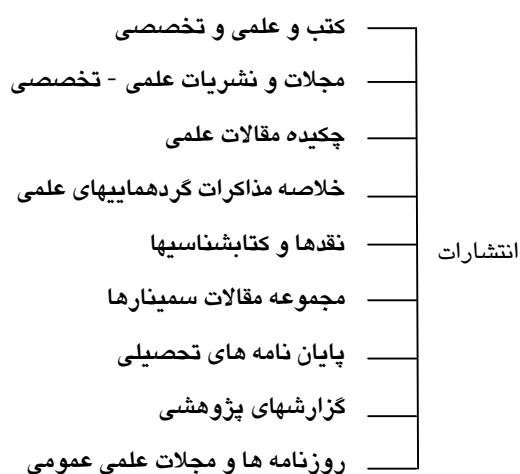 کتب و علمی و تخصصی
مجلات و نشریات علمی - تخصصی
چکیده مقالات علمی
خلاصه مذاکرات گردهماییهای علمی
نقدها و کتابشناسیها
انتشارات
مجموعه مقالات سمینارها
پایان نامه های تحصیلی
گزارشهای پژوهشی
روزنامه ها و مجلات علمی عمومی